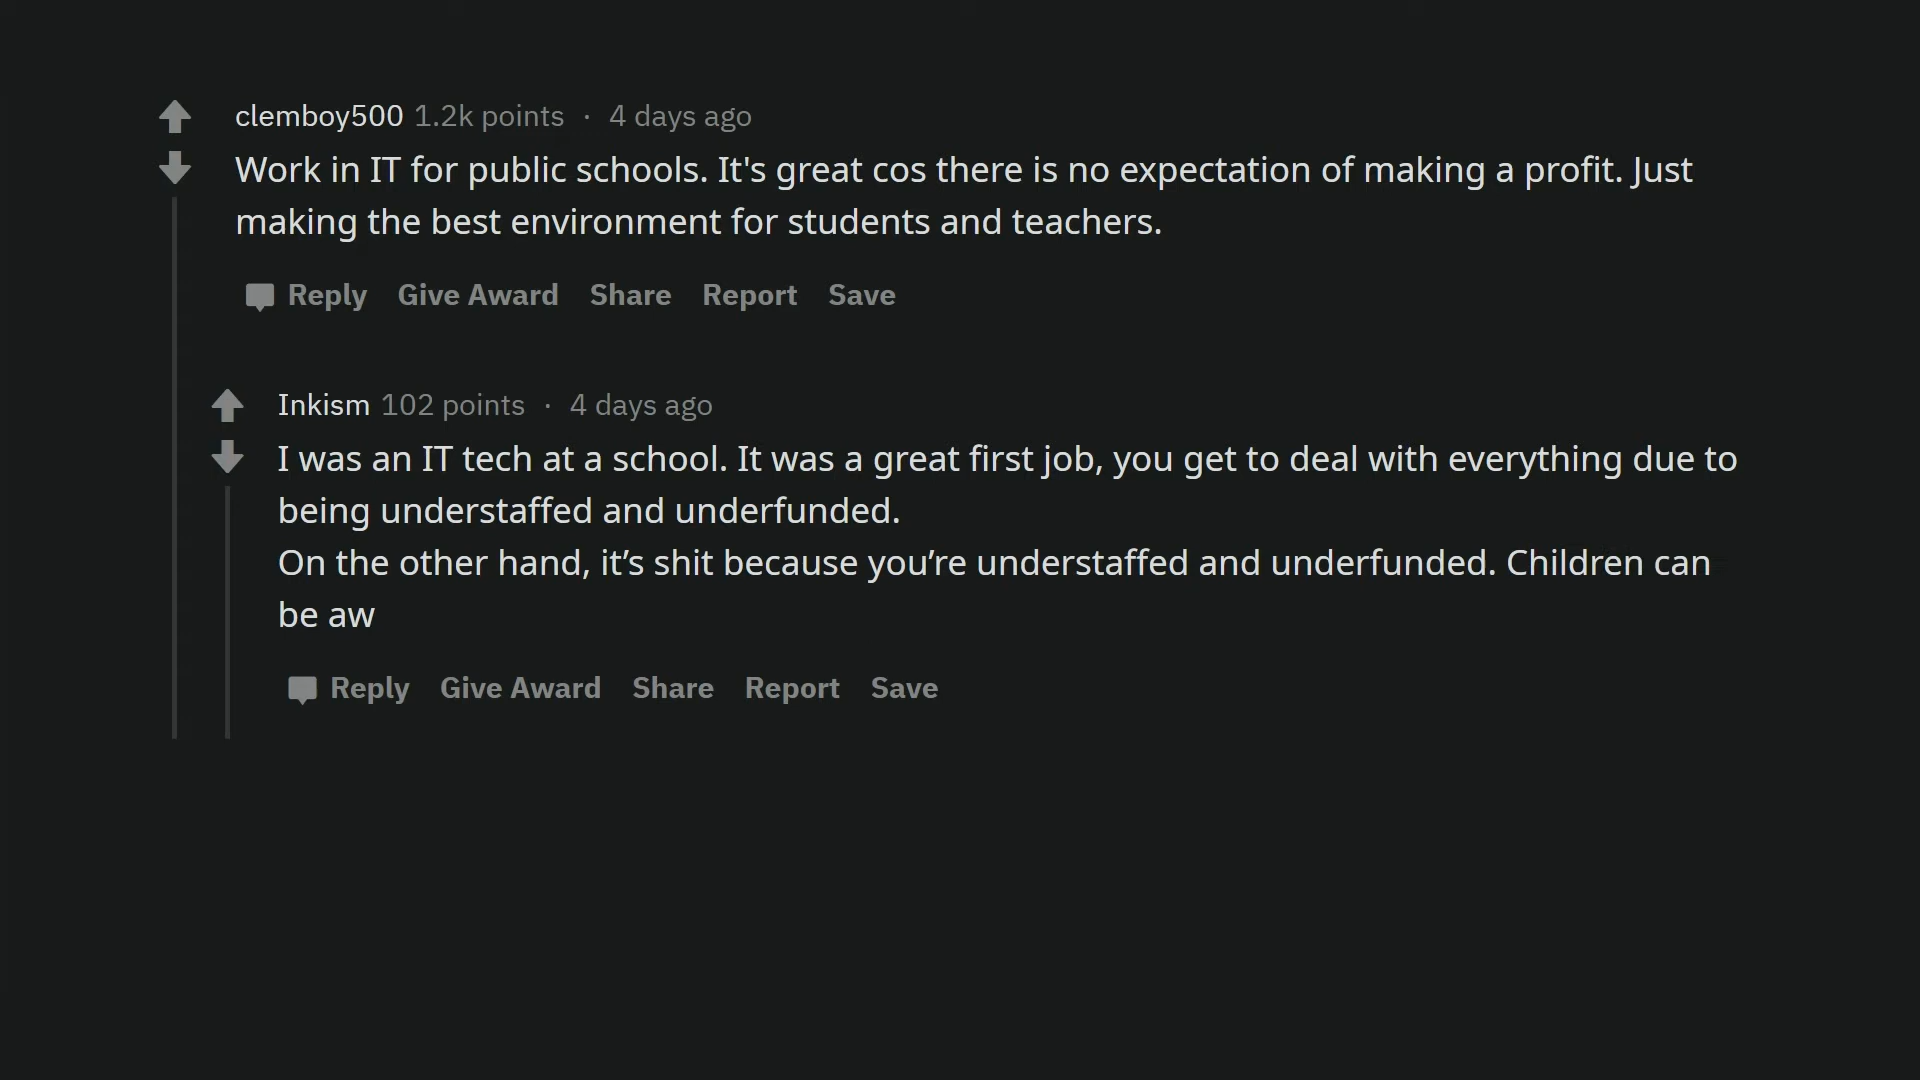 clemboy500 1.2k points · 4 days ago
Work in IT for public schools. It's great cos there is no expectation of making a profit. Just
making the best environment for students and teachers.
Reply Give Award Share Report Save
Inkism 102 points · 4 days ago
I was an IT tech at a school. It was a great first job, you get to deal with everything due to
being understaffed and underfunded.
On the other hand, it’s shit because you’re understaffed and underfunded. Children can
be aw
Reply Give Award Share Report Save